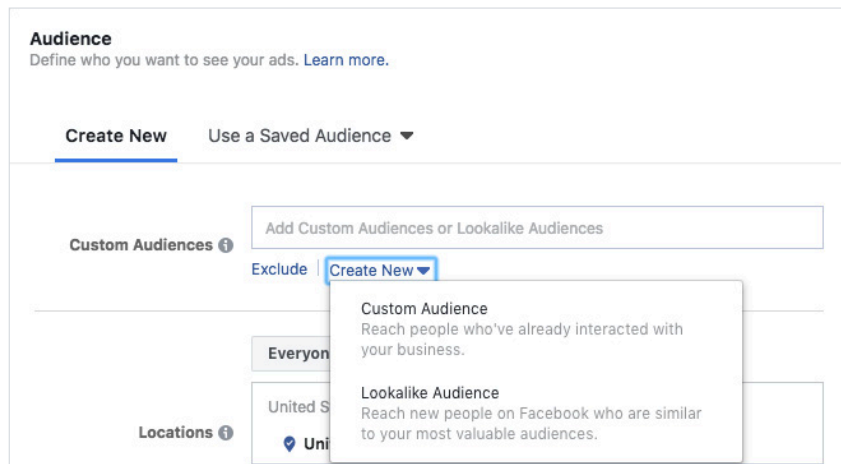 Audience
Define who you want to see your ads. Learn more.
Create New
Use a Saved Audience
Custom Audiences
Add Custom Audiences or Lookalike Audiences
Exclude
Create New
Custom Audience
Reach people who've already interacted with
your business.
Lookalike Audience
Reach new people on Facebook who are similar
to your most valuable audiences.
Locations